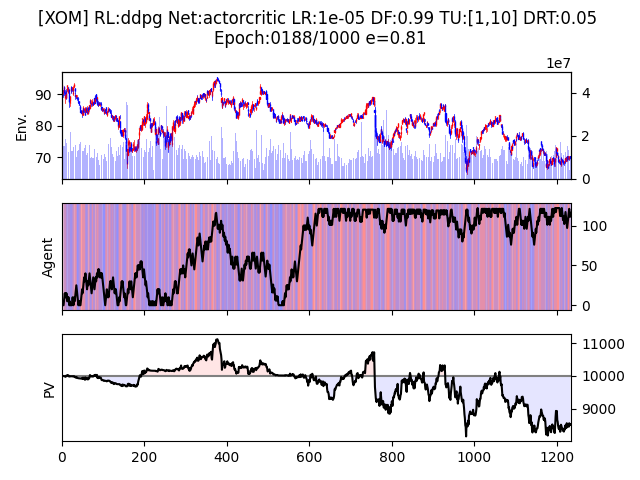 [XOM] RL:ddpg Net:actorcritic LR:1e-05 DF:0.99 TU:[1,10] DRT:0.05
Epoch:0188/1000 e=0.81
1e7
90
80
70
Env.
4
2
0
Agent
100
50
0
PV
11000
10000
9000
0 200 400 600 800 1000 1200